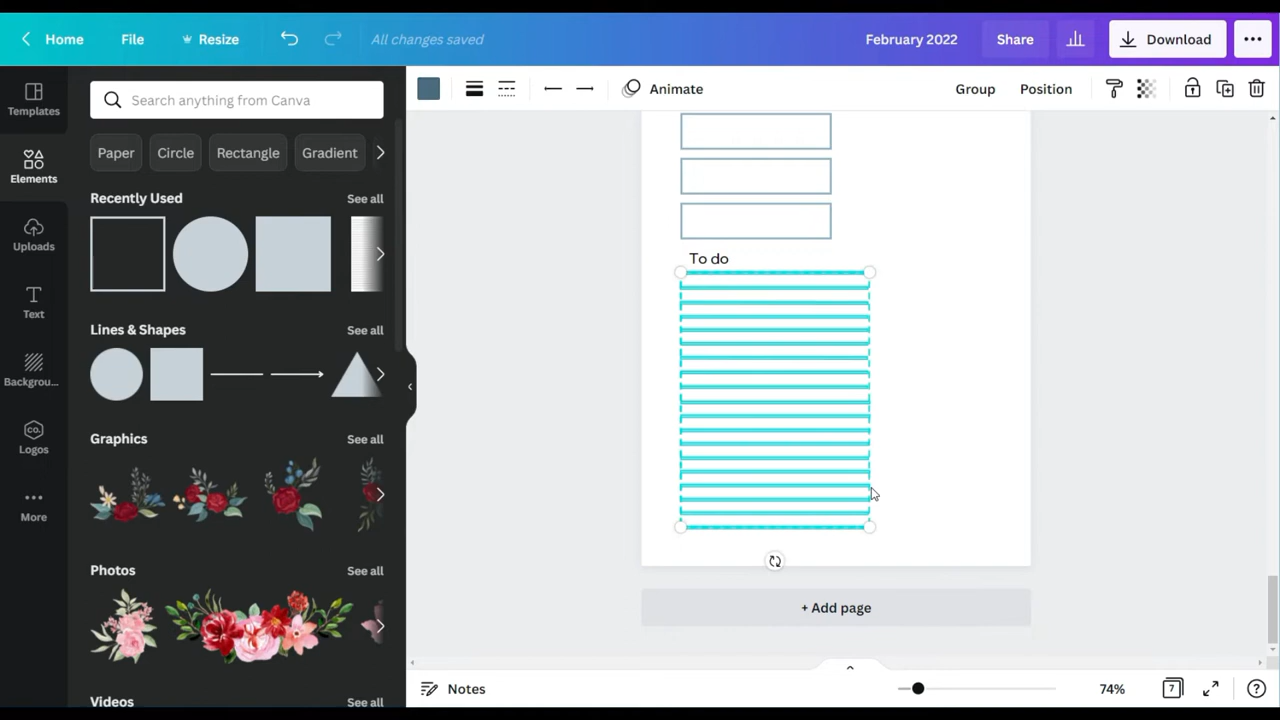 Home
File
Resize
All changes saved
February 2022
Share
Download
Templates
Elements
Uploads
Text
Backgrou...
CO.
Logos
More
Search anything from Canva
Paper
Circle
Rectangle
Gradient
Recently Used
See all
Lines & Shapes
See all
Graphics
See all
Photos
See all
Videos
See all
Animate
Group
Position
To do
+ Add page
Notes
74%
7
?